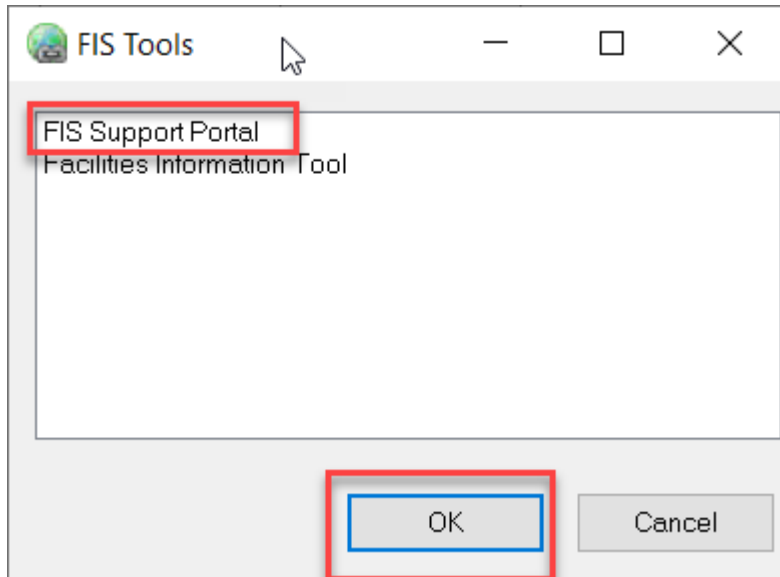 FIS Tools
FIS Support Portal
Facilities Information Tool
OK
Cancel